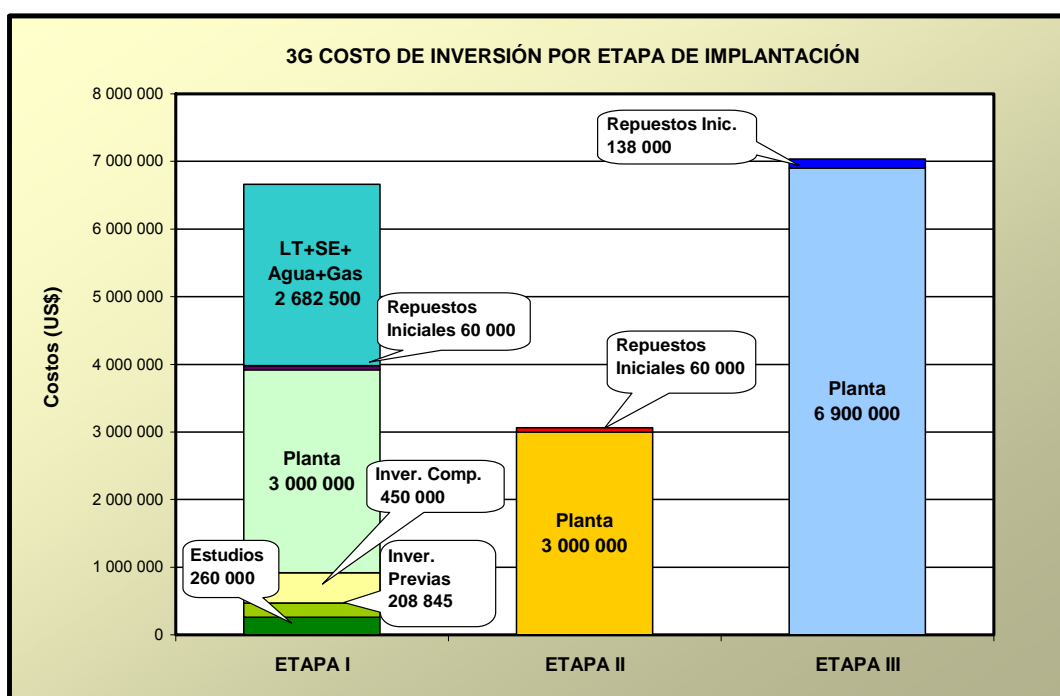 3G COSTO DE INVERSIÓN POR ETAPA DE IMPLANTACIÓN
Costos (US$)
8 000 000
7 000 000
6 000 000
5 000 000
4 000 000
3 000 000
2 000 000
1 000 000
0
LT+SE+
Agua+Gas
2 682 500
Repuestos
Iniciales 60 000
Planta
3 000 000
Inver. Comp.
450 000
Estudios
260 000
Inver.
Previas
208 845
Repuestos
Iniciales 60 000
Planta
3 000 000
Repuestos Inic.
138 000
Planta
6 900 000
ETAPA I
ETAPA II
ETAPA III